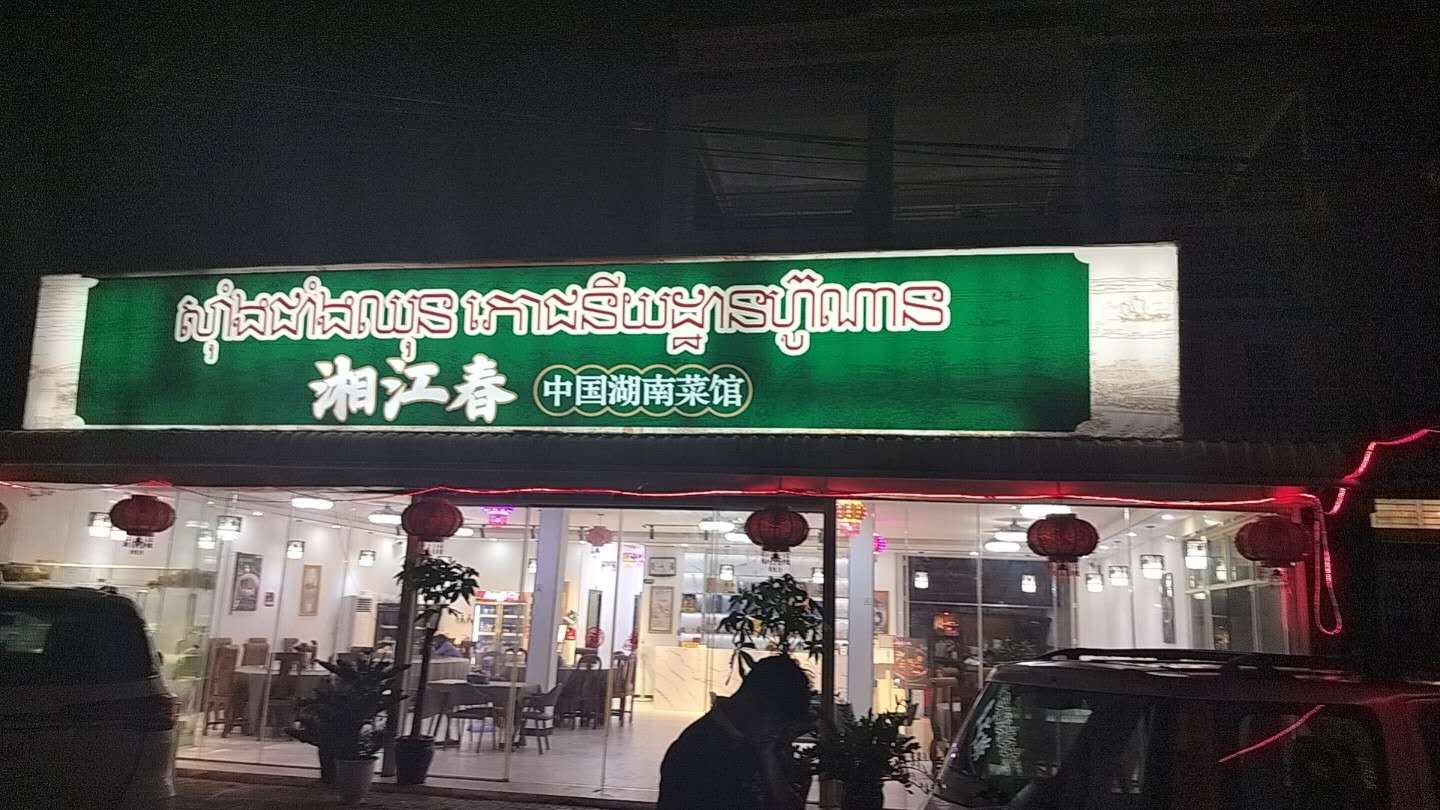 ស៊ាំងជាំងឈុន ភោជនីយដ្ឋានហ៊ូណាន
湘江春 中国湖南菜馆